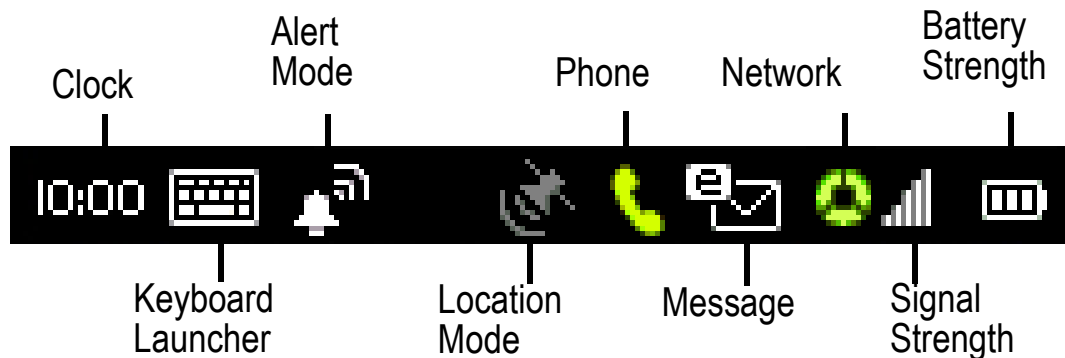 Clock
Alert
Mode
Phone
Network
Battery
Strength
10:00
e
Keyboard
Launcher
Location
Mode
Message
Signal
Strength